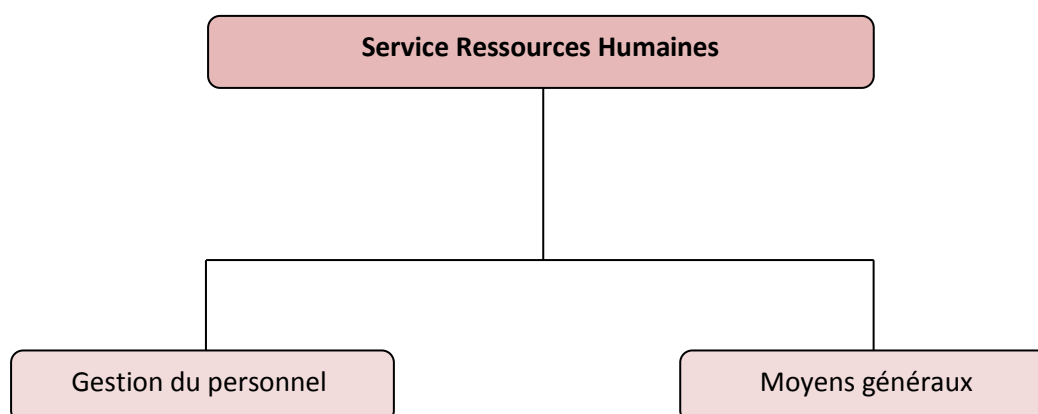 Service Ressources Humaines
Gestion du personnel
Moyens généraux